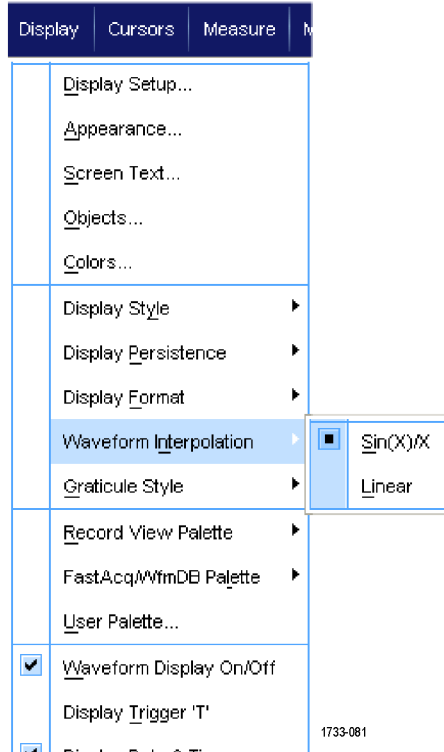 Display Cursors Measure
Display Setup...
Appearance...
Screen Text...
Objects...
Colors...
Display Style
Display Persistence
Display Format
Waveform Interpolation
Sin(X)/X
Linear
Graticule Style
Record View Palette
FastAcq/WfmDB Palette
User Palette...
Waveform Display On/Off
Display Trigger 'T'
1733-081